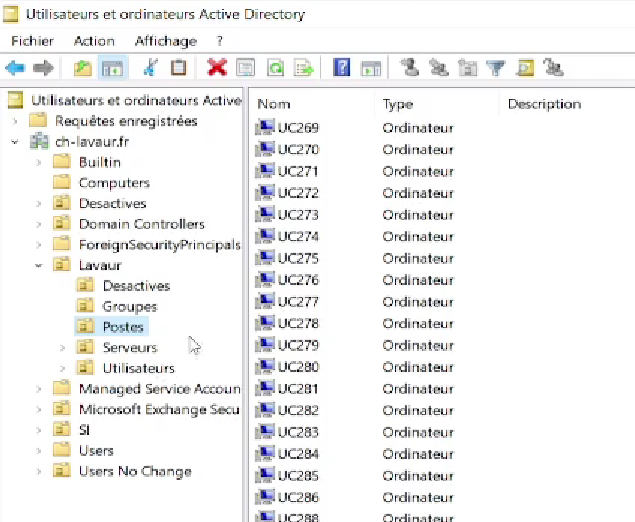 Utilisateurs et ordinateurs Active Directory
Fichier Action Affichage ?
Utilisateurs et ordinateurs Active
Requêtes enregistrées
ch-lavaur.fr
Builtin
Computers
Desactives
Domain Controllers
ForeignSecurityPrincipals
Lavaur
Desactives
Groupes
Postes
Serveurs
Utilisateurs
Managed Service Accoun
Microsoft Exchange Secu
SI
Users
Users No Change
Nom Type Description
UC269 Ordinateur
UC270 Ordinateur
UC271 Ordinateur
UC272 Ordinateur
UC273 Ordinateur
UC274 Ordinateur
UC275 Ordinateur
UC276 Ordinateur
UC277 Ordinateur
UC278 Ordinateur
UC279 Ordinateur
UC280 Ordinateur
UC281 Ordinateur
UC282 Ordinateur
UC283 Ordinateur
UC284 Ordinateur
UC285 Ordinateur
UC286 Ordinateur
UC288 Ordinateur